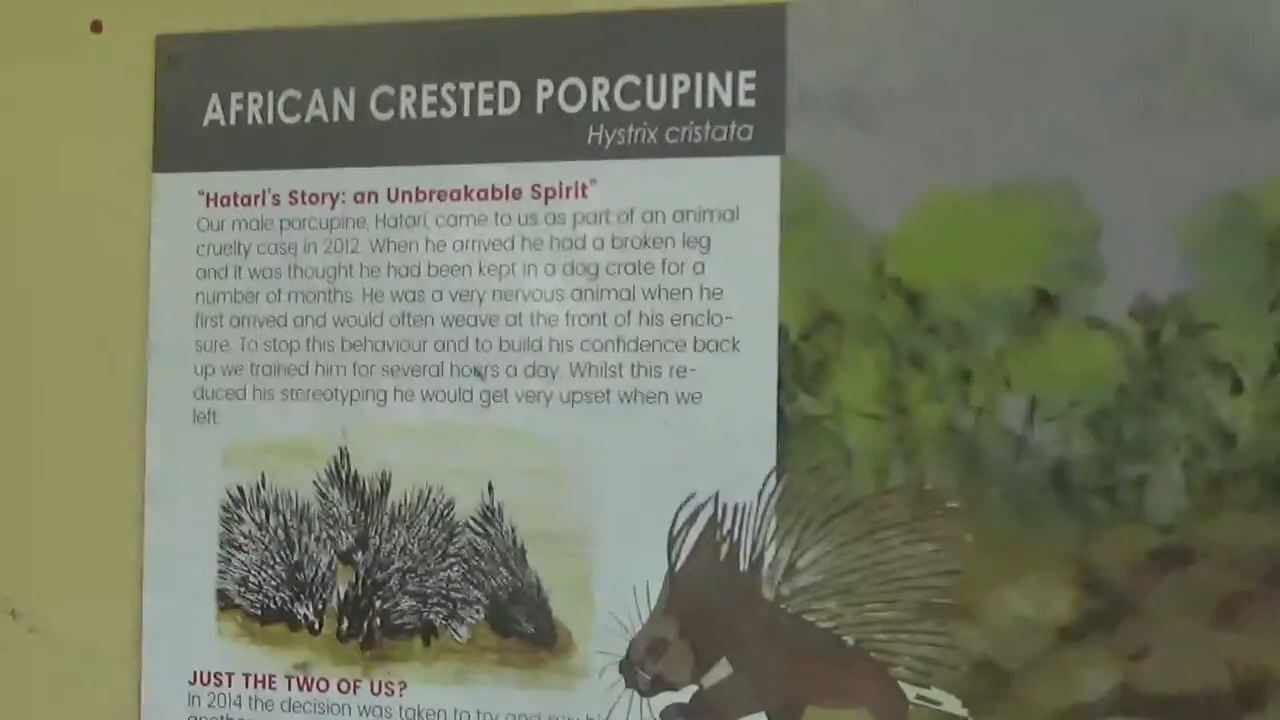 AFRICAN CRESTED PORCUPINE
Hystrix cristata
"Hatari's Story: an Unbreakable Spirit"
Our male porcupine, Hatari, came to us as part of an animal
cruelty case in 2012. When he arrived he had a broken leg
and it was thought he had been kept in a dog crate for a
number of months. He was a very nervous animal when he
first arrived and would often weave at the front of his enclo-
sure. To stop this behaviour and to build his confidence back
up we trained him for several hours a day. Whilst this re-
duced his stereotyping he would get very upset when we
left.
JUST THE TWO OF US?
In 2014 the decision was taken to try and